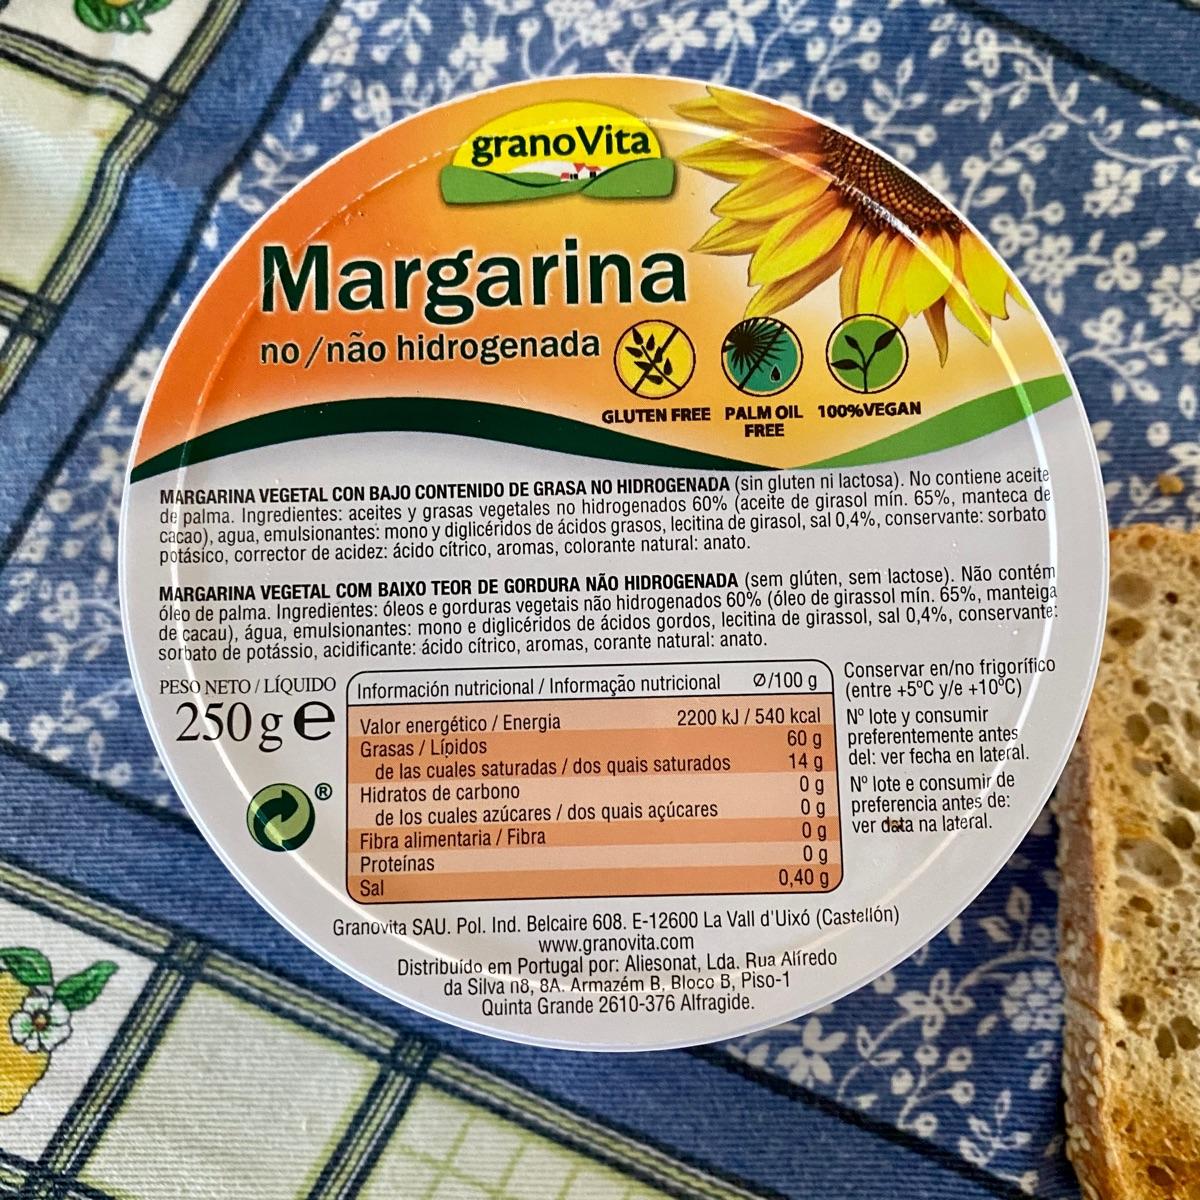 granoVita
Margarina
no/não hidrogenada
GLUTEN FREE
PALM OIL
FREE
100%VEGAN
MARGARINA VEGETAL CON BAJO CONTENIDO DE GRASA NO HIDROGENADA (sin gluten ni lactosa). No contiene aceite
de palma. Ingredientes: aceites y grasas vegetales no hidrogenados 60% (aceite de girasol mín. 65%, manteca de
cacao), agua, emulsionantes: mono y diglicéridos de ácidos grasos, lecitina de girasol, sal 0,4%, conservante: sorbato
potásico, corrector de acidez: ácido cítrico, aromas, colorante natural: anato.
MARGARINA VEGETAL COM BAIXO TEOR DE GORDURA NÃO HIDROGENADA (sem glúten, sem lactose). Não contém
óleo de palma. Ingredientes: óleos e gorduras vegetais não hidrogenados 60% (óleo de girassol mín. 65%, manteiga
de cacau), água, emulsionantes: mono e diglicéridos de ácidos gordos, lecitina de girassol, sal 0,4%, conservante:
sorbato de potássio, acidificante: ácido cítrico, aromas, corante natural: anato.
PESO NETO / LÍQUIDO
250 g e
®
Información nutricional / Informação nutricional Ø/100 g
Valor energético / Energia 2200 kJ / 540 kcal
Grasas / Lípidos 60 g
de las cuales saturadas / dos quais saturados 14 g
Hidratos de carbono 0 g
de los cuales azúcares / dos quais açúcares 0 g
Fibra alimentaria / Fibra 0 g
Proteínas 0 g
Sal 0,40 g
Conservar en/no frigorífico
(entre +5ºC y/e +10ºC)
Nº lote y consumir
preferentemente antes
del: ver fecha en lateral.
Nº lote e consumir de
preferencia antes de:
ver data na lateral.
Granovita SAU. Pol. Ind. Belcaire 608. E-12600 La Vall d'Uixó (Castellón)
www.granovita.com
Distribuído em Portugal por: Aliesonat, Lda. Rua Alfredo
da Silva n8, 8A. Armazém B, Bloco B, Piso-1
Quinta Grande 2610-376 Alfragide.